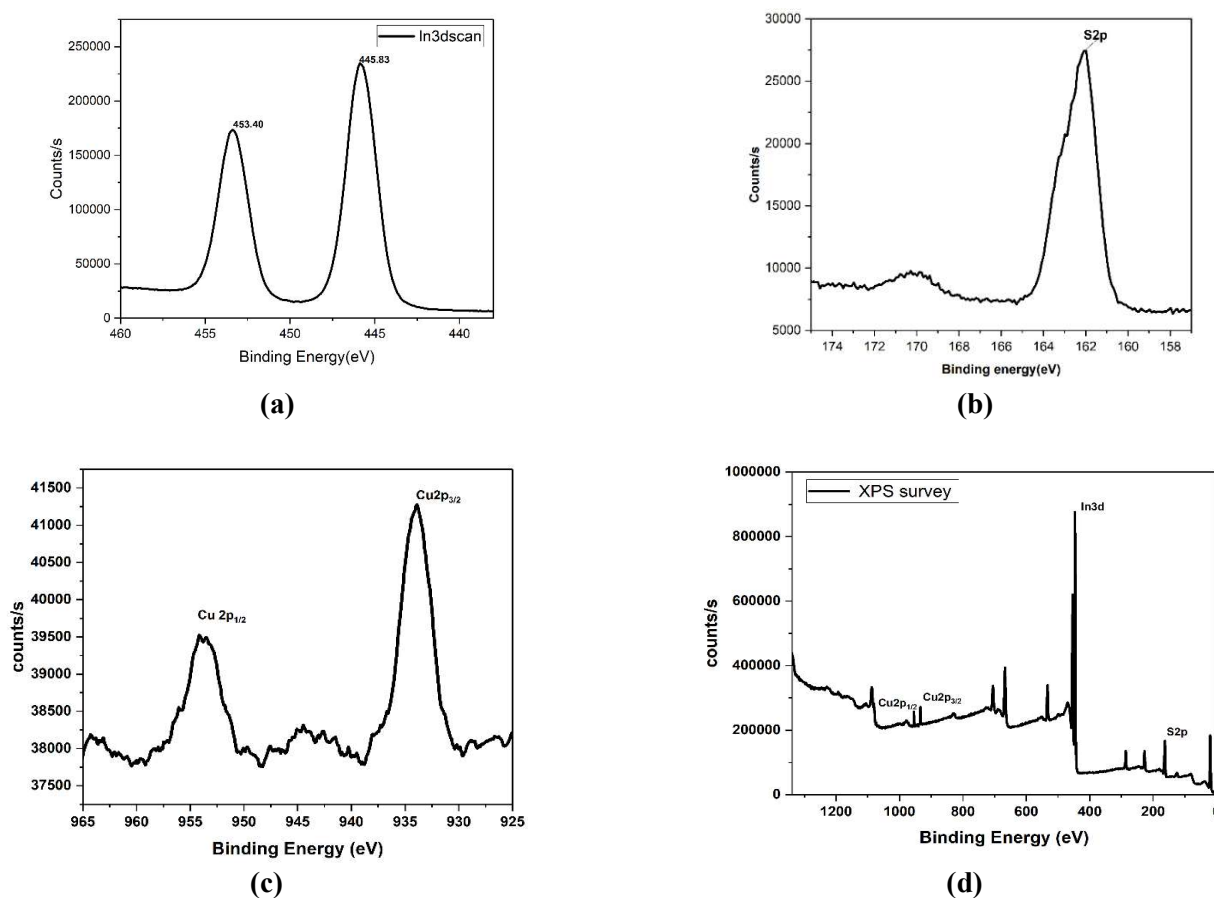 In3dscan
445.83
453.40
250000
200000
150000
100000
50000
0
Counts/s
460
455
450
445
440
Binding Energy(eV)
(a)
S2p
30000
25000
20000
15000
10000
5000
Counts/s
174
172
170
168
166
164
162
160
158
Binding energy(eV)
(b)
Cu2p3/2
Cu 2p1/2
41500
41000
40500
40000
39500
39000
38500
38000
37500
counts/s
965
960
955
950
945
940
935
930
925
Binding Energy (eV)
(c)
XPS survey
In3d
Cu2p1/2
Cu2p3/2
S2p
1000000
800000
600000
400000
200000
0
counts/s
1200
1000
800
600
400
200
Binding Energy (eV)
(d)